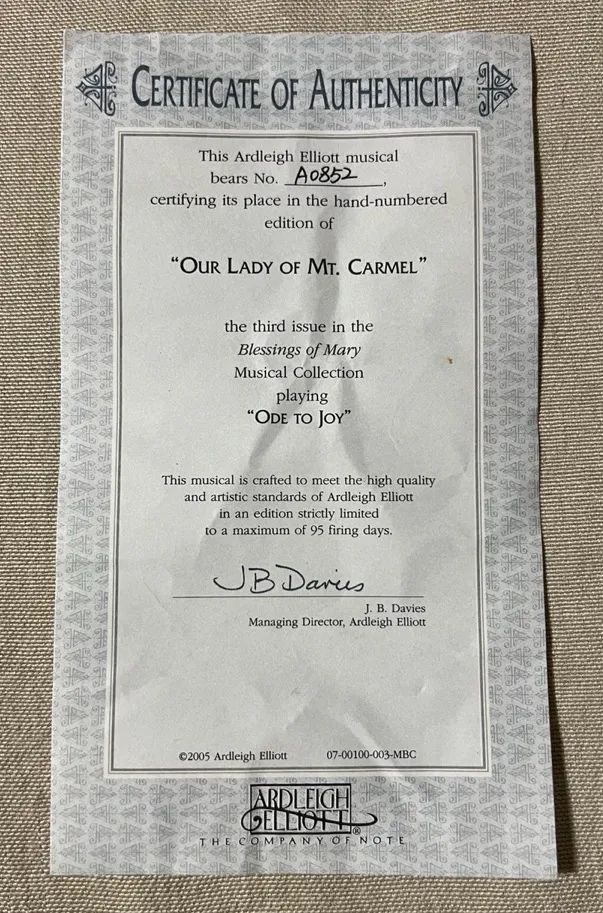 CERTIFICATE OF AUTHENTICITY
This Ardleigh Elliott musical
bears No. A0852,
certifying its place in the hand-numbered
edition of
“OUR LADY OF MT. CARMEL”
the third issue in the
Blessings of Mary
Musical Collection
playing
“ODE TO JOY”
This musical is crafted to meet the high quality
and artistic standards of Ardleigh Elliott
in an edition strictly limited
to a maximum of 95 firing days.
JB Davies
J. B. Davies
Managing Director, Ardleigh Elliott
©2005 Ardleigh Elliott 07-00100-003-MBC
ARDLEIGH
ELLIOTT®
THE COMPANY OF NOTE